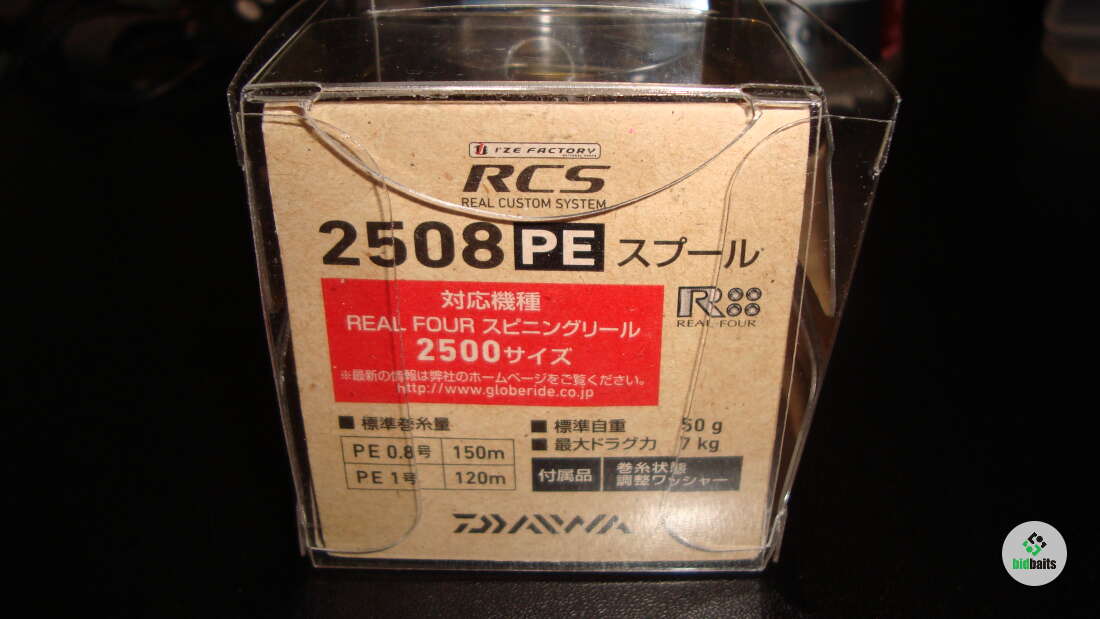 I'ZE FACTORY
RCS
REAL CUSTOM SYSTEM
2508 PE スプール
対応機種
REAL FOUR スピニングリール
2500サイズ
※最新の情報は弊社のホームページをご覧ください。
http://www.globeride.co.jp
R
REAL FOUR
■ 標準巻糸量
PE 0.8号 150m
PE 1号 120m
■ 標準自重 50 g
■ 最大ドラグ力 7 kg
付属品 巻糸状態
調整ワッシャー
DAIWA
bidbaits